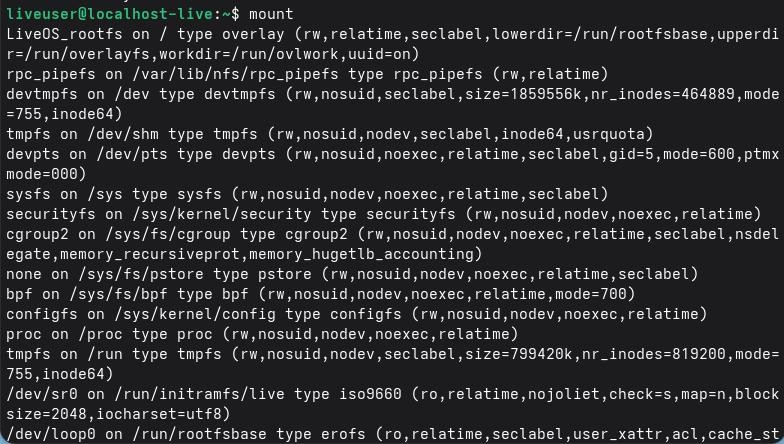 liveuser@localhost-live:~$ mount
LiveOS_rootfs on / type overlay (rw,relatime,seclabel,lowerdir=/run/rootfsbase,upperdi
r=/run/overlayfs,workdir=/run/ovlwork,uuid=on)
rpc_pipefs on /var/lib/nfs/rpc_pipefs type rpc_pipefs (rw,relatime)
devtmpfs on /dev type devtmpfs (rw,nosuid,seclabel,size=1859556k,nr_inodes=464889,mode
=755,inode64)
tmpfs on /dev/shm type tmpfs (rw,nosuid,nodev,seclabel,inode64,usrquota)
devpts on /dev/pts type devpts (rw,nosuid,noexec,relatime,seclabel,gid=5,mode=600,ptmx
mode=000)
sysfs on /sys type sysfs (rw,nosuid,nodev,noexec,relatime,seclabel)
securityfs on /sys/kernel/security type securityfs (rw,nosuid,nodev,noexec,relatime)
cgroup2 on /sys/fs/cgroup type cgroup2 (rw,nosuid,nodev,noexec,relatime,seclabel,nsdel
egate,memory_recursiveprot,memory_hugetlb_accounting)
none on /sys/fs/pstore type pstore (rw,nosuid,nodev,noexec,relatime,seclabel)
bpf on /sys/fs/bpf type bpf (rw,nosuid,nodev,noexec,relatime,mode=700)
configfs on /sys/kernel/config type configfs (rw,nosuid,nodev,noexec,relatime)
proc on /proc type proc (rw,nosuid,nodev,noexec,relatime)
tmpfs on /run type tmpfs (rw,nosuid,nodev,seclabel,size=799420k,nr_inodes=819200,mode=
755,inode64)
/dev/sr0 on /run/initramfs/live type iso9660 (ro,relatime,nojoliet,check=s,map=n,block
size=2048,iocharset=utf8)
/dev/loop0 on /run/rootfsbase type erofs (ro,relatime,seclabel,user_xattr,acl,cache_st